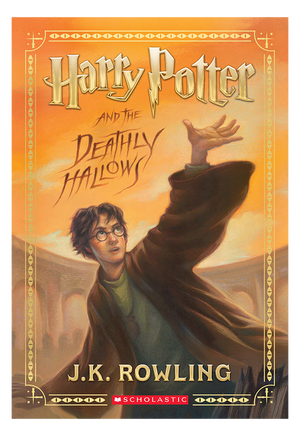 Harry Potter
AND THE
DEATHLY
HALLOWS
J.K. ROWLING
SCHOLASTIC